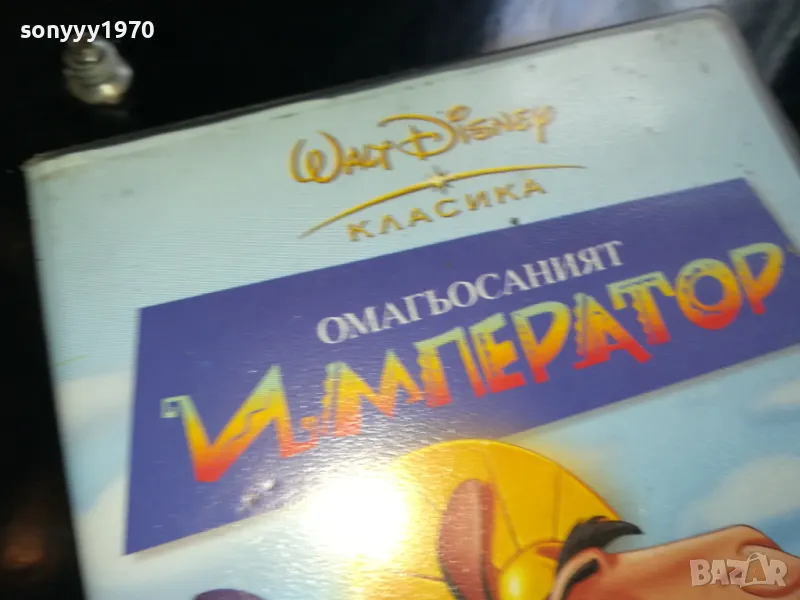 sonyyy1970
WALT DISNEY
КЛАСИКА
ОМАГЬОСАНИЯТ
ИМПЕРАТОР
BAZAR